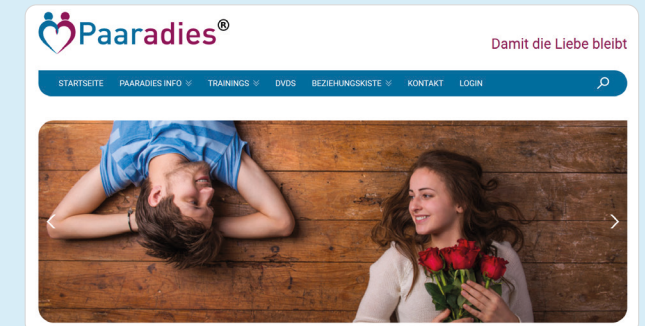 Paaradies®
Damit die Liebe bleibt
STARTSEITE PAARADIES INFO TRAININGS DVDS BEZIEHUNGSKISTE KONTAKT LOGIN